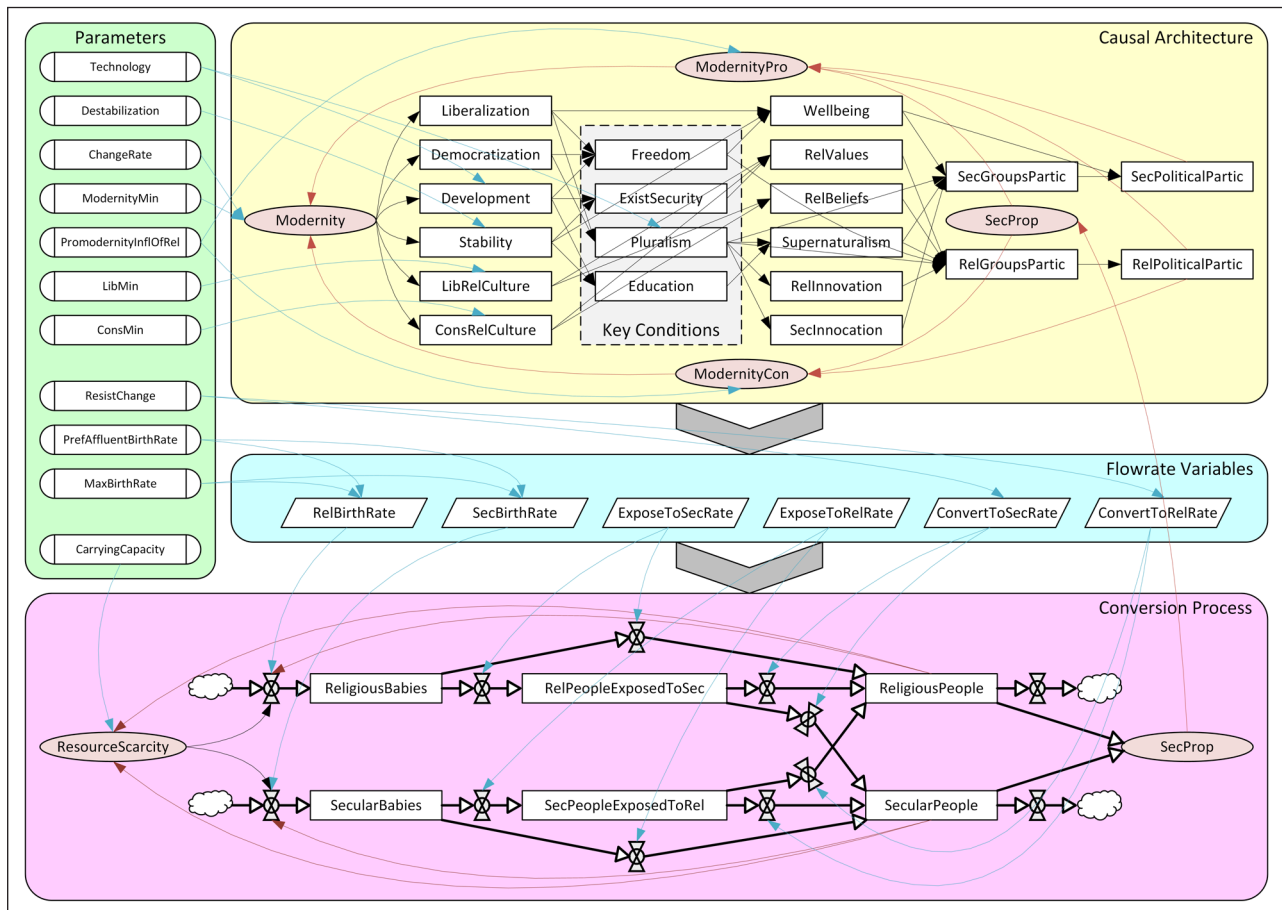 Parameters
Technology
Destabilization
ChangeRate
ModernityMin
PromodernityInflOfRel
LibMin
ConsMin
ResistChange
PrefAffluentBirthRate
MaxBirthRate
CarryingCapacity
Causal Architecture
ModernityPro
Modernity
Liberalization
Democratization
Development
Stability
LibRelCulture
ConsRelCulture
Freedom
ExistSecurity
Pluralism
Education
Key Conditions
Wellbeing
RelValues
RelBeliefs
Supernaturalism
RelInnovation
SecInnocation
SecGroupsPartic
SecProp
RelGroupsPartic
SecPoliticalPartic
RelPoliticalPartic
ModernityCon
Flowrate Variables
RelBirthRate
SecBirthRate
ExposeToSecRate
ExposeToRelRate
ConvertToSecRate
ConvertToRelRate
Conversion Process
ReligiousBabies
RelPeopleExposedToSec
ReligiousPeople
ResourceScarcity
SecProp
SecularBabies
SecPeopleExposedToRel
SecularPeople